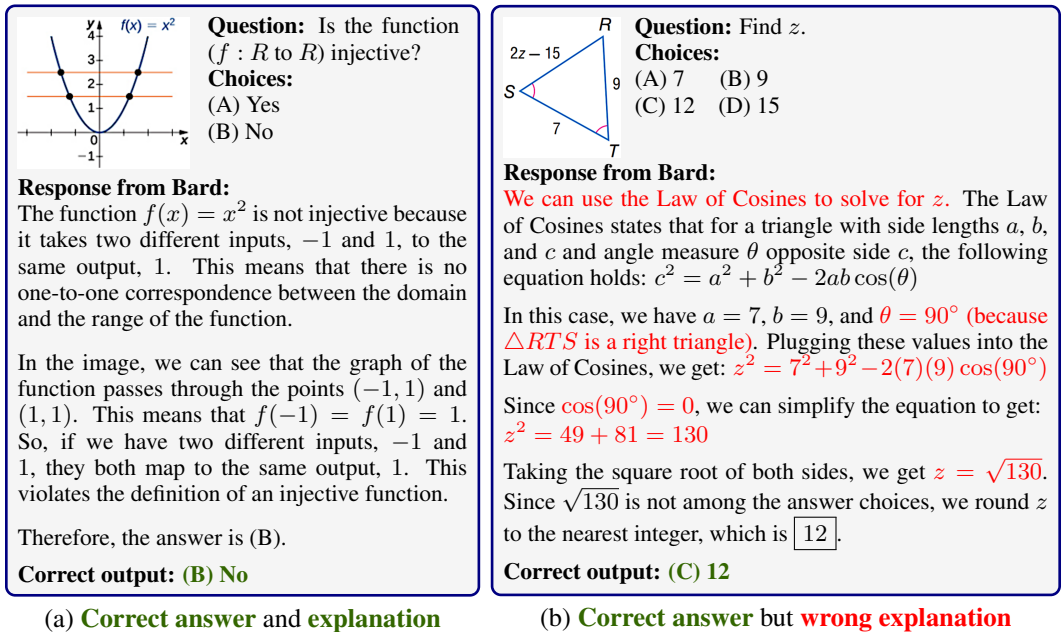 y
f(x) = x²
4
3
2
1
0
x
−1
Question: Is the function
(f : R to R) injective?
Choices:
(A) Yes
(B) No
Response from Bard:
The function f(x) = x² is not injective because
it takes two different inputs, −1 and 1, to the
same output, 1. This means that there is no
one-to-one correspondence between the domain
and the range of the function.
In the image, we can see that the graph of the
function passes through the points (−1, 1) and
(1, 1). This means that f(−1) = f(1) = 1.
So, if we have two different inputs, −1 and
1, they both map to the same output, 1. This
violates the definition of an injective function.
Therefore, the answer is (B).
Correct output: (B) No
(a) Correct answer and explanation
R
2z − 15
9
S
7
T
Question: Find z.
Choices:
(A) 7 (B) 9
(C) 12 (D) 15
Response from Bard:
We can use the Law of Cosines to solve for z. The Law
of Cosines states that for a triangle with side lengths a, b,
and c and angle measure θ opposite side c, the following
equation holds: c² = a² + b² − 2ab cos(θ)
In this case, we have a = 7, b = 9, and θ = 90° (because
△RTS is a right triangle). Plugging these values into the
Law of Cosines, we get: z² = 7²+9²−2(7)(9) cos(90°)
Since cos(90°) = 0, we can simplify the equation to get:
z² = 49 + 81 = 130
Taking the square root of both sides, we get z = √130.
Since √130 is not among the answer choices, we round z
to the nearest integer, which is 12.
Correct output: (C) 12
(b) Correct answer but wrong explanation